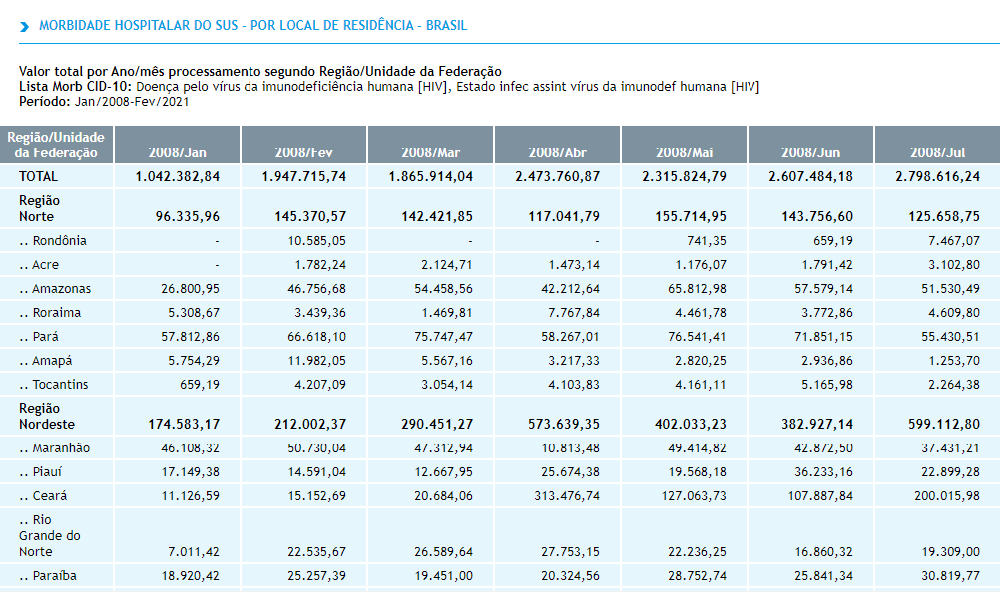 MORBIDADE HOSPITALAR DO SUS - POR LOCAL DE RESIDÊNCIA - BRASIL
Valor total por Ano/mês processamento segundo Região/Unidade da Federação
Lista Morb CID-10: Doença pelo vírus da imunodeficiência humana [HIV], Estado infec assint vírus da imunodef humana [HIV]
Período: Jan/2008-Fev/2021
Região/Unidade
da Federação 2008/Jan 2008/Fev 2008/Mar 2008/Abr 2008/Mai 2008/Jun 2008/Jul
TOTAL 1.042.382,84 1.947.715,74 1.865.914,04 2.473.760,87 2.315.824,79 2.607.484,18 2.798.616,24
Região
Norte 96.335,96 145.370,57 142.421,85 117.041,79 155.714,95 143.756,60 125.658,75
.. Rondônia - 10.585,05 - - 741,35 659,19 7.467,07
.. Acre - 1.782,24 2.124,71 1.473,14 1.176,07 1.791,42 3.102,80
.. Amazonas 26.800,95 46.756,68 54.458,56 42.212,64 65.812,98 57.579,14 51.530,49
.. Roraima 5.308,67 3.439,36 1.469,81 7.767,84 4.461,78 3.772,86 4.609,80
.. Pará 57.812,86 66.618,10 75.747,47 58.267,01 76.541,41 71.851,15 55.430,51
.. Amapá 5.754,29 11.982,05 5.567,16 3.217,33 2.820,25 2.936,86 1.253,70
.. Tocantins 659,19 4.207,09 3.054,14 4.103,83 4.161,11 5.165,98 2.264,38
Região
Nordeste 174.583,17 212.002,37 290.451,27 573.639,35 402.033,23 382.927,14 599.112,80
.. Maranhão 46.108,32 50.730,04 47.312,94 10.813,48 49.414,82 42.872,50 37.431,21
.. Piauí 17.149,38 14.591,04 12.667,95 25.674,38 19.568,18 36.233,16 22.899,28
.. Ceará 11.126,59 15.152,69 20.684,06 313.476,74 127.063,73 107.887,84 200.015,98
.. Rio
Grande do
Norte 7.011,42 22.535,67 26.589,64 27.753,15 22.236,25 16.860,32 19.309,00
.. Paraíba 18.920,42 25.257,39 19.451,00 20.324,56 28.752,74 25.841,34 30.819,77